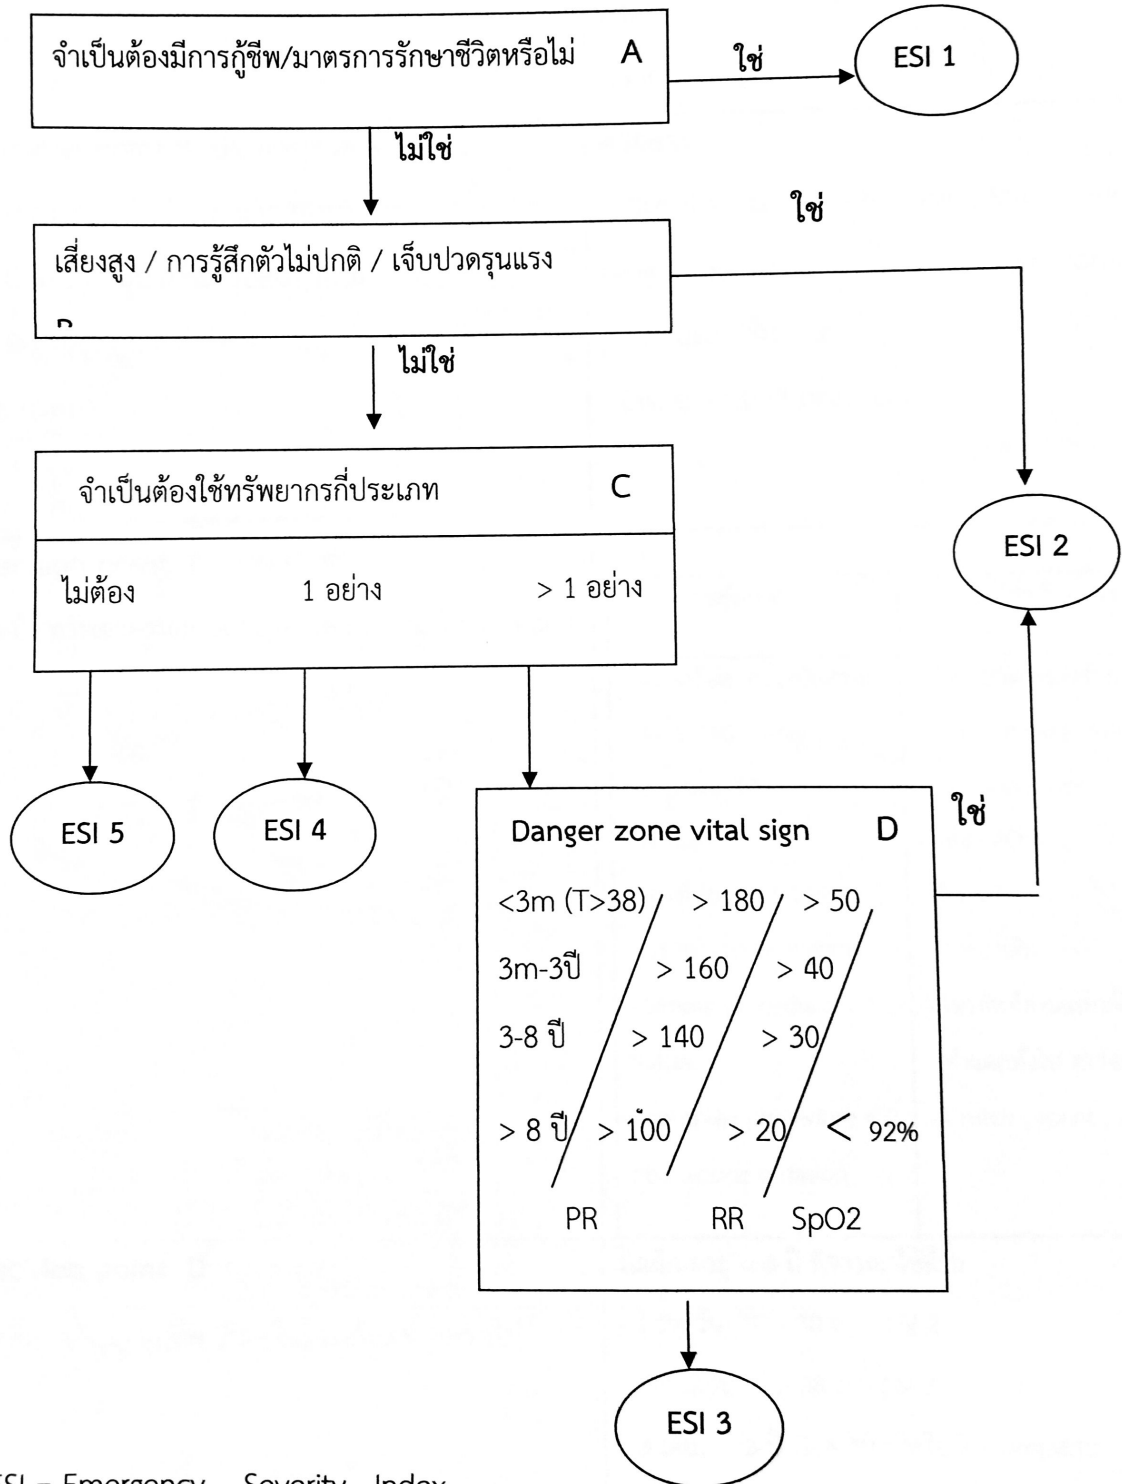 จำเป็นต้องมีการกู้ชีพ/มาตรการรักษาชีวิตหรือไม่ A
ใช่
ESI 1
ไม่ใช่
ใช่
เสี่ยงสูง / การรู้สึกตัวไม่ปกติ / เจ็บปวดรุนแรง
ไม่ใช่
จำเป็นต้องใช้ทรัพยากรกี่ประเภท C
ESI 2
ไม่ต้อง 1 อย่าง > 1 อย่าง
ESI 5 ESI 4
ใช่
Danger zone vital sign D
<3m (T>38) / > 180 / > 50
3m-3ปี > 160 > 40
3-8 ปี > 140 > 30
> 8 ปี > 100 > 20 < 92%
PR RR SpO2
ESI 3
ESI = Emergency Severity Index